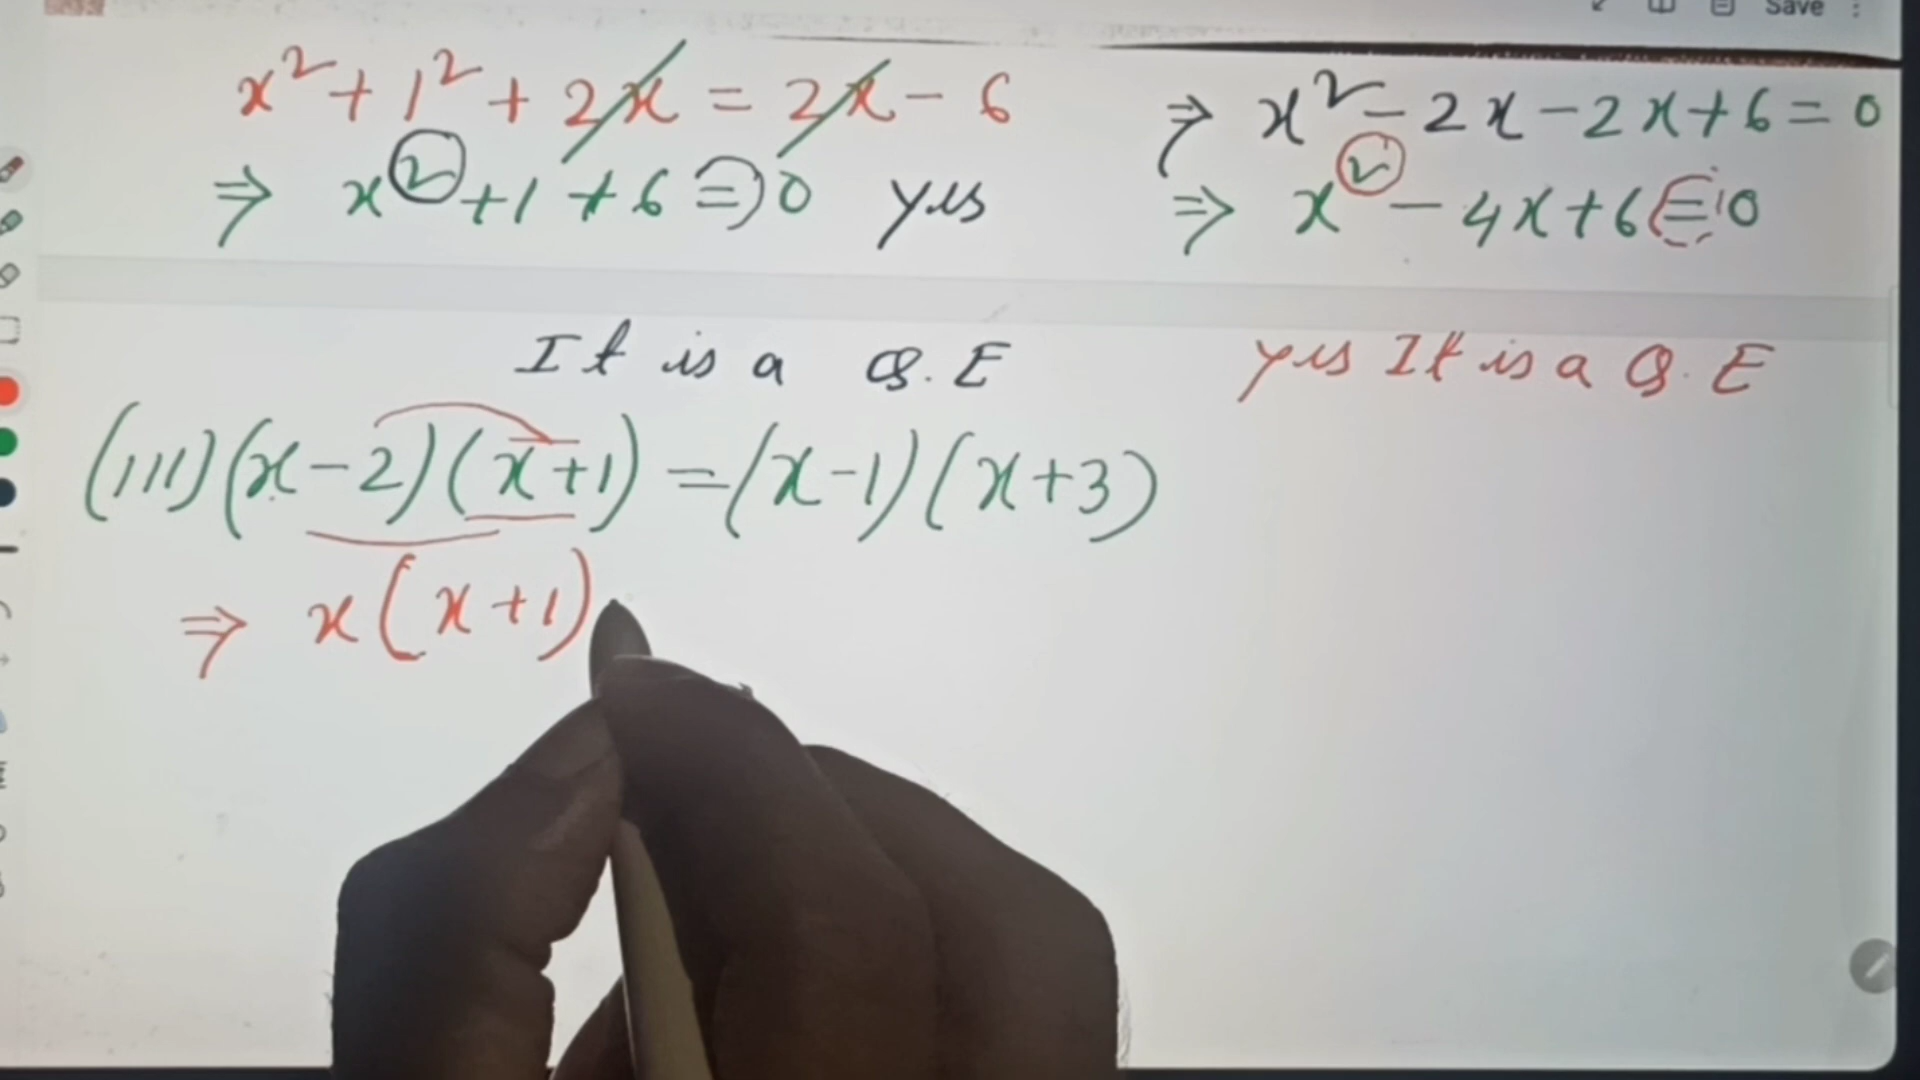 Save
x² + 1² + 2x = 2x - 6
⇒ x² + 1 + 6 = 0 yes
It is a Q.E
⇒ x² - 2x - 2x + 6 = 0
⇒ x² - 4x + 6 = 0
yes It is a Q.E
(iii) (x-2)(x+1) = (x-1)(x+3)
⇒ x(x+1)